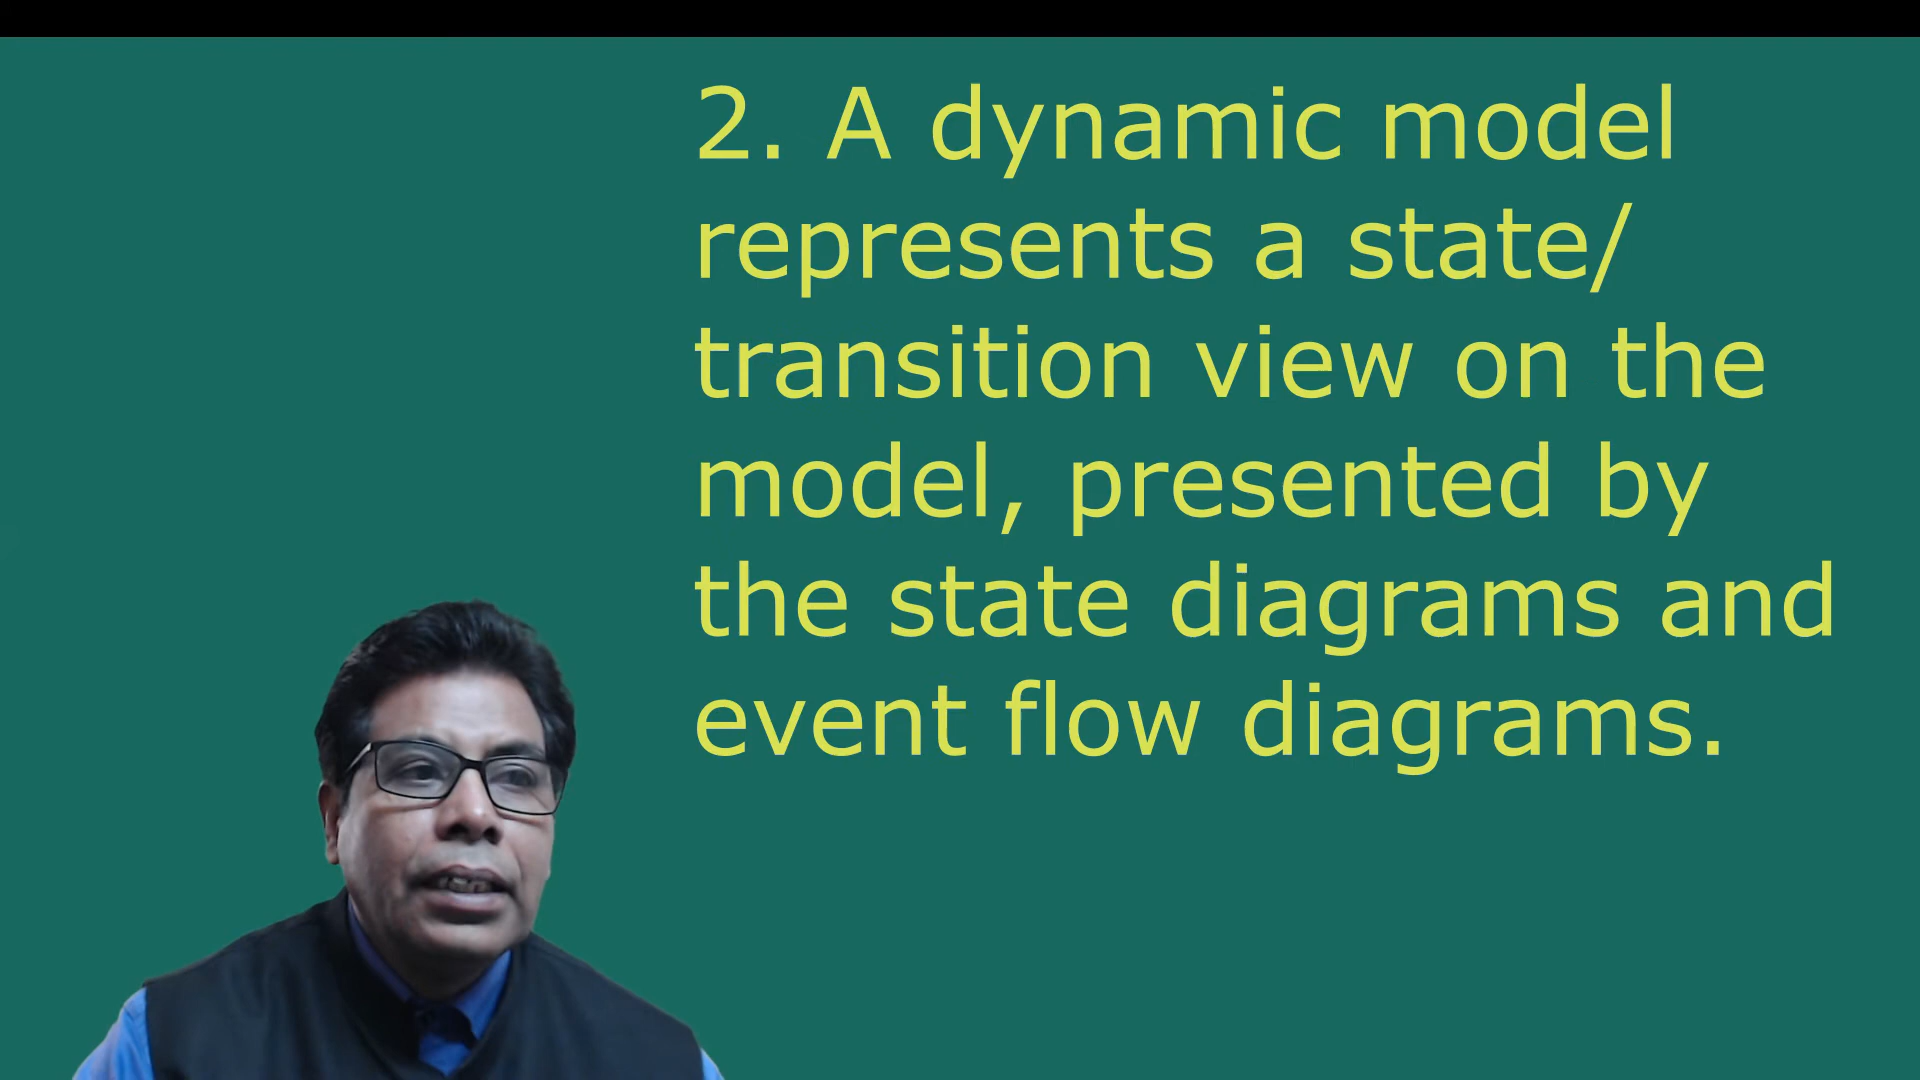 2. A dynamic model
represents a state/
transition view on the
model, presented by
the state diagrams and
event flow diagrams.